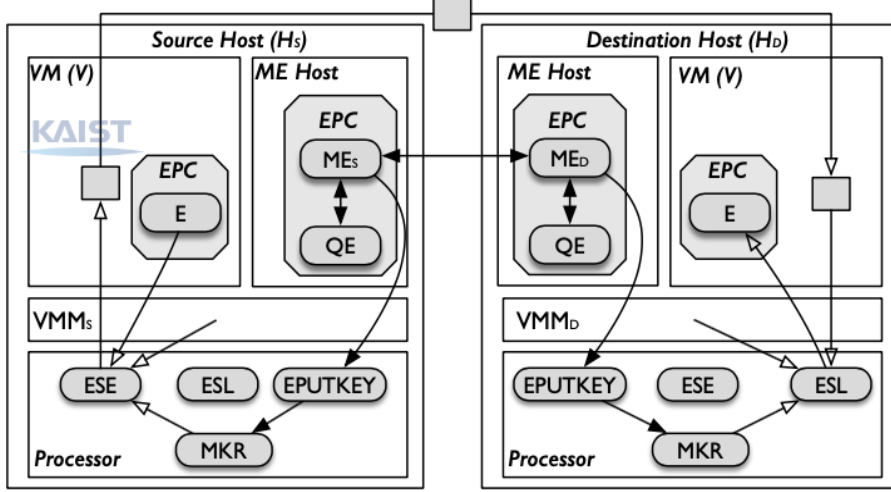 Source Host (HS)
VM (V)
ME Host
KAIST
EPC
E
EPC
MES
QE
VMMS
ESE
ESL
EPUTKEY
MKR
Processor
Destination Host (HD)
ME Host
VM (V)
EPC
MED
QE
EPC
E
VMMD
EPUTKEY
ESE
ESL
MKR
Processor